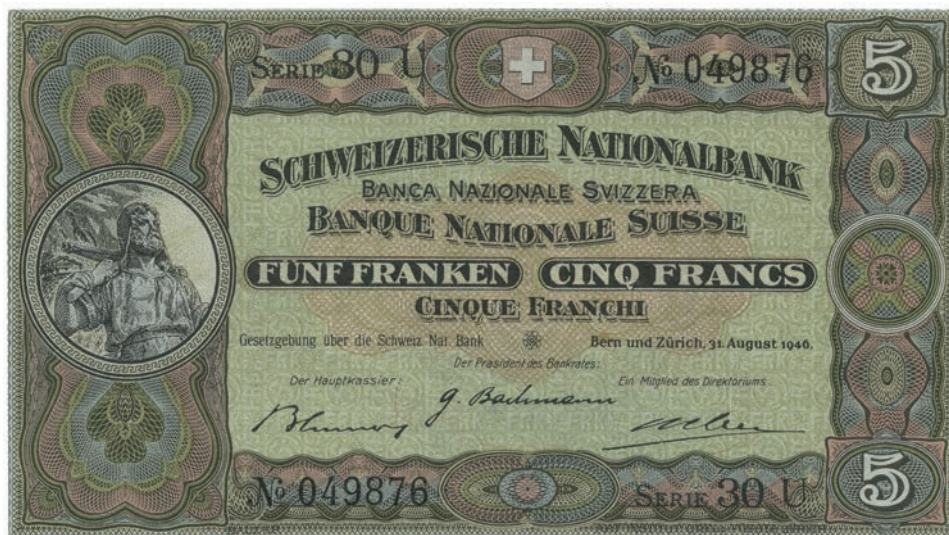 SERIE 30 U № 049876 5
SCHWEIZERISCHE NATIONALBANK
BANCA NAZIONALE SVIZZERA
BANQUE NATIONALE SUISSE
FÜNF FRANKEN CINQ FRANCS
CINQUE FRANCHI
Gesetzgebung über die Schweiz. Nat. Bank Bern und Zürich, 31. August 1946.
Der Präsident des Bankrates:
Der Hauptkassier: Ein Mitglied des Direktoriums.
G. Bachmann
№ 049876 SERIE 30 U 5